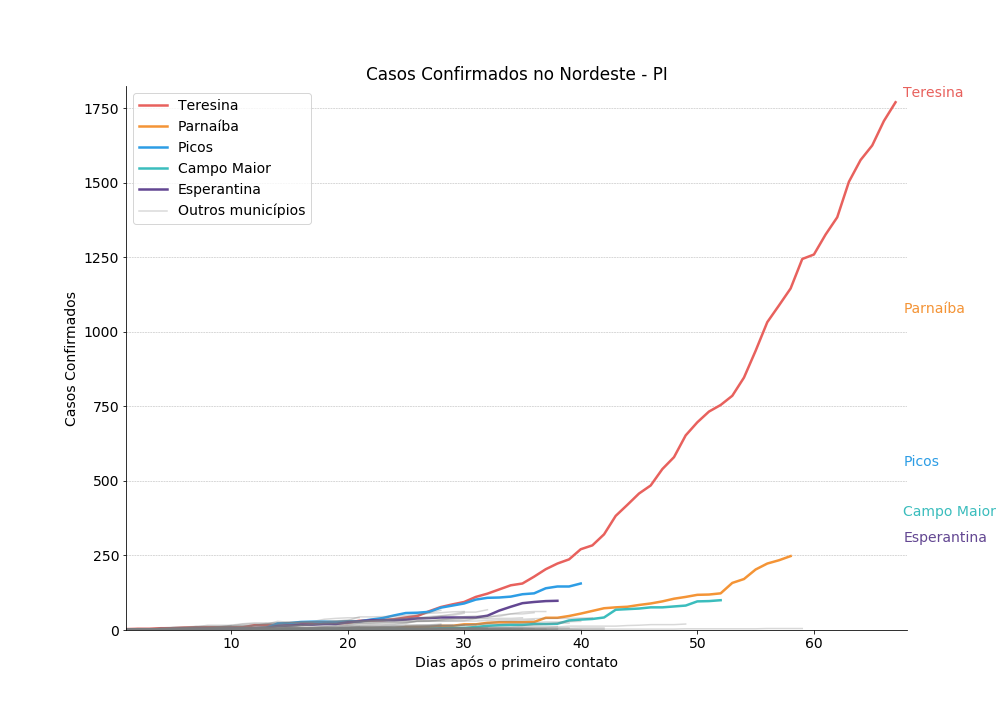 Casos Confirmados no Nordeste - PI
Teresina
Parnaíba
Picos
Campo Maior
Esperantina
Outros municípios
Teresina
Parnaíba
Picos
Campo Maior
Esperantina
1750
1500
1250
1000
750
500
250
0
Casos Confirmados
10 20 30 40 50 60
Dias após o primeiro contato